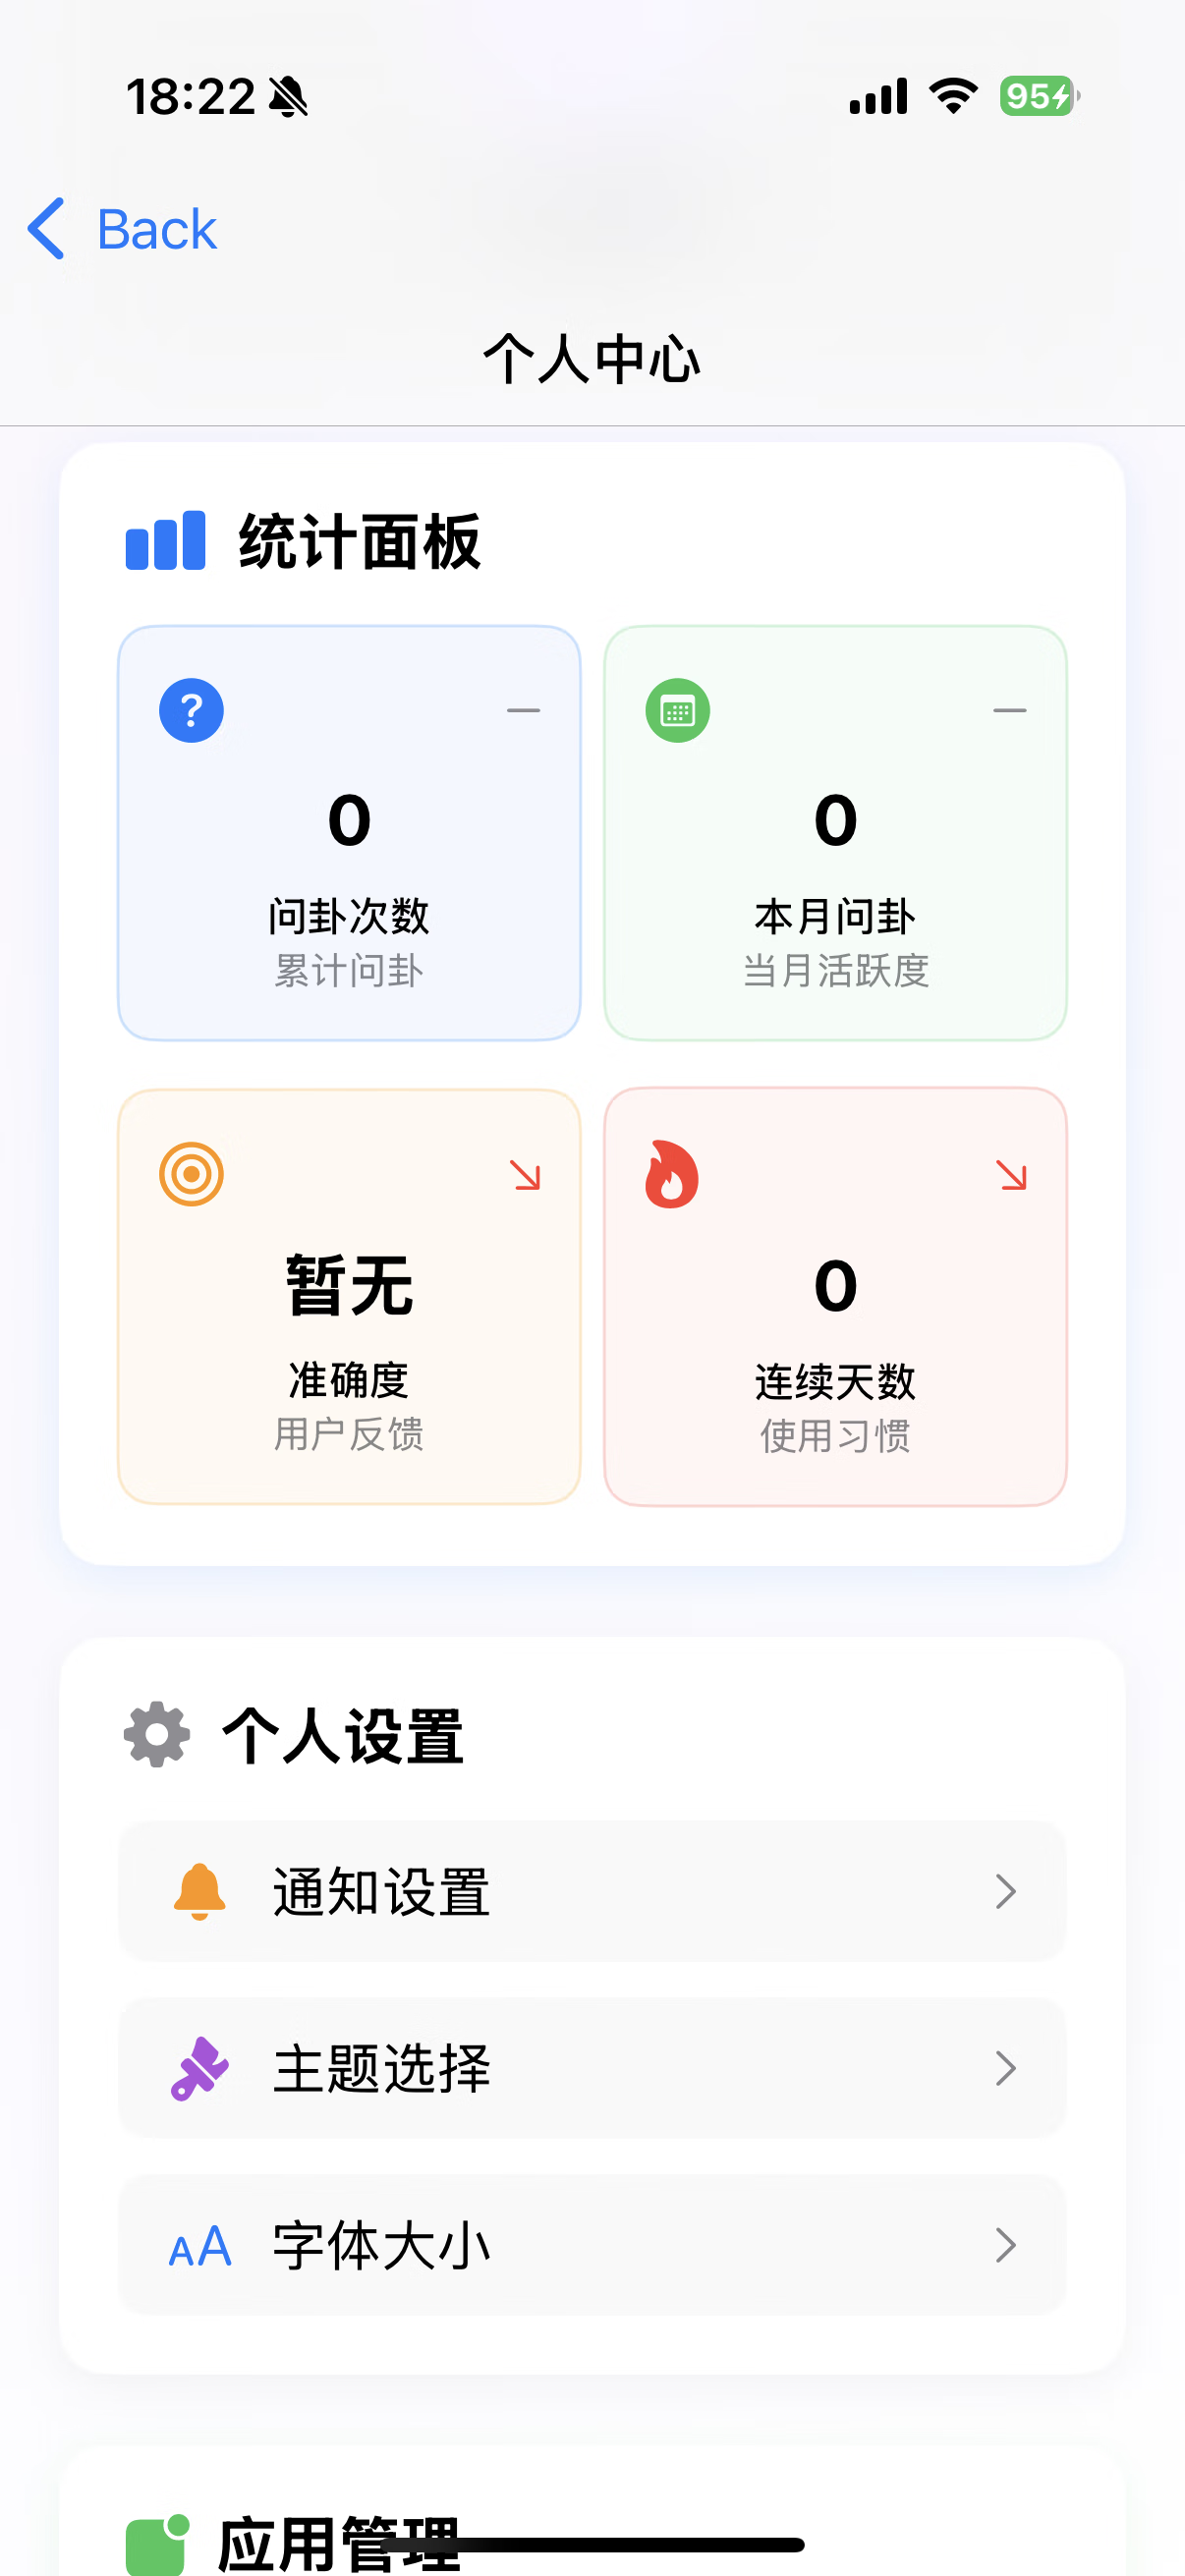 18:22
95
Back
个人中心
统计面板
?
0
问卦次数
累计问卦
0
本月问卦
当月活跃度
暂无
准确度
用户反馈
0
连续天数
使用习惯
个人设置
通知设置
主题选择
AA 字体大小
应用管理